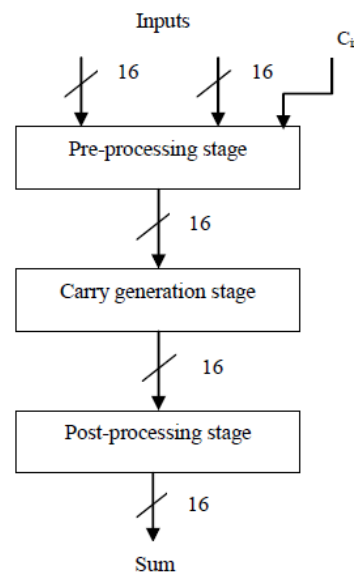 Inputs
16
16
Ci
Pre-processing stage
16
Carry generation stage
16
Post-processing stage
16
Sum